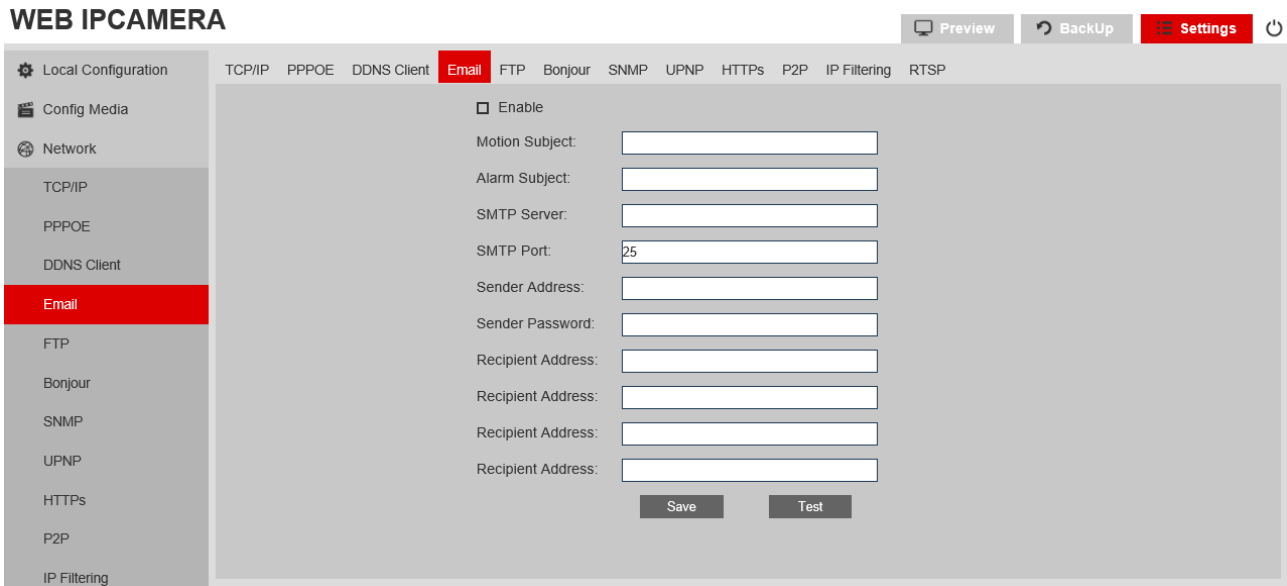 WEB IPCAMERA
Preview BackUp Settings
Local Configuration
Config Media
Network
TCP/IP
PPPOE
DDNS Client
Email
FTP
Bonjour
SNMP
UPNP
HTTPs
P2P
IP Filtering
TCP/IP PPPOE DDNS Client Email FTP Bonjour SNMP UPNP HTTPs P2P IP Filtering RTSP
Enable
Motion Subject:
Alarm Subject:
SMTP Server:
SMTP Port: 25
Sender Address:
Sender Password:
Recipient Address:
Recipient Address:
Recipient Address:
Recipient Address:
Save Test